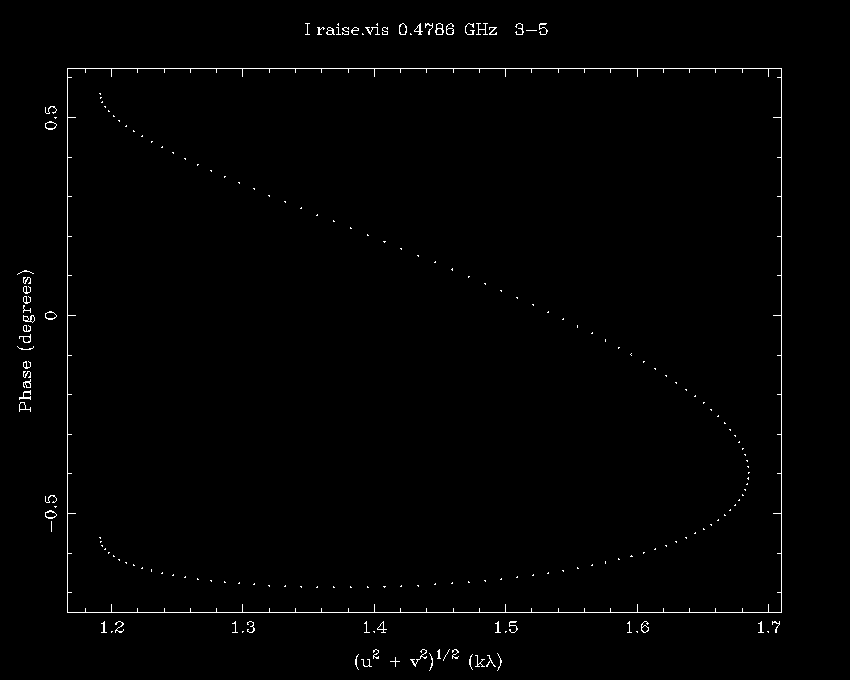 I raise.vis 0.4786 GHz 3−5
0.5
0
−0.5
Phase (degrees)
1.2 1.3 1.4 1.5 1.6 1.7
(u² + v²)¹/² (kλ)